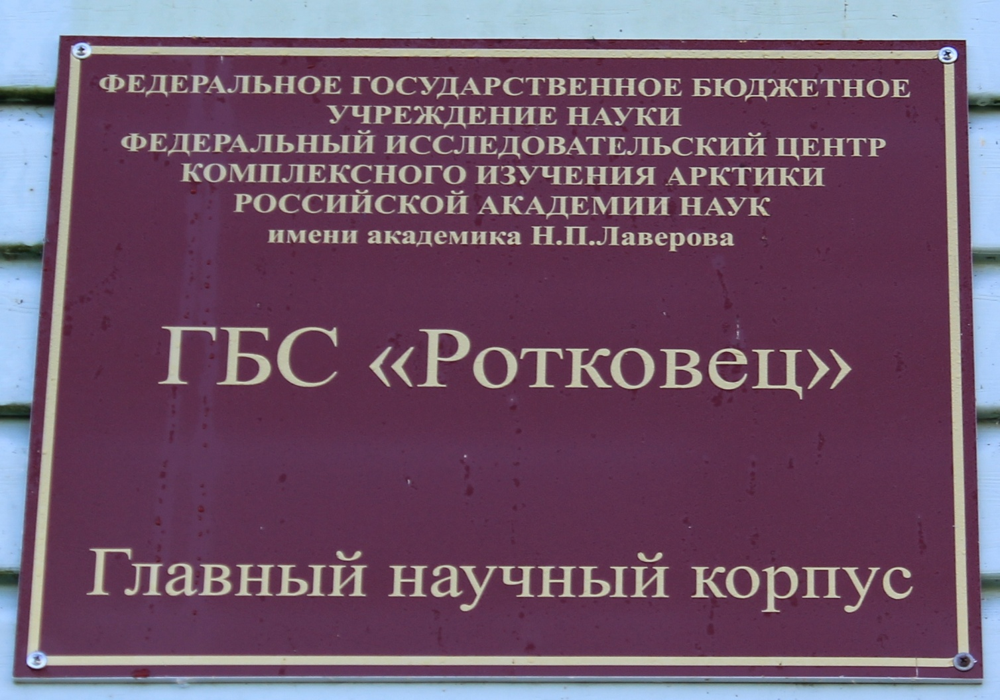 ФЕДЕРАЛЬНОЕ ГОСУДАРСТВЕННОЕ БЮДЖЕТНОЕ
УЧРЕЖДЕНИЕ НАУКИ
ФЕДЕРАЛЬНЫЙ ИССЛЕДОВАТЕЛЬСКИЙ ЦЕНТР
КОМПЛЕКСНОГО ИЗУЧЕНИЯ АРКТИКИ
РОССИЙСКОЙ АКАДЕМИИ НАУК
имени академика Н.П.Лаверова
ГБС «Ротковец»
Главный научный корпус